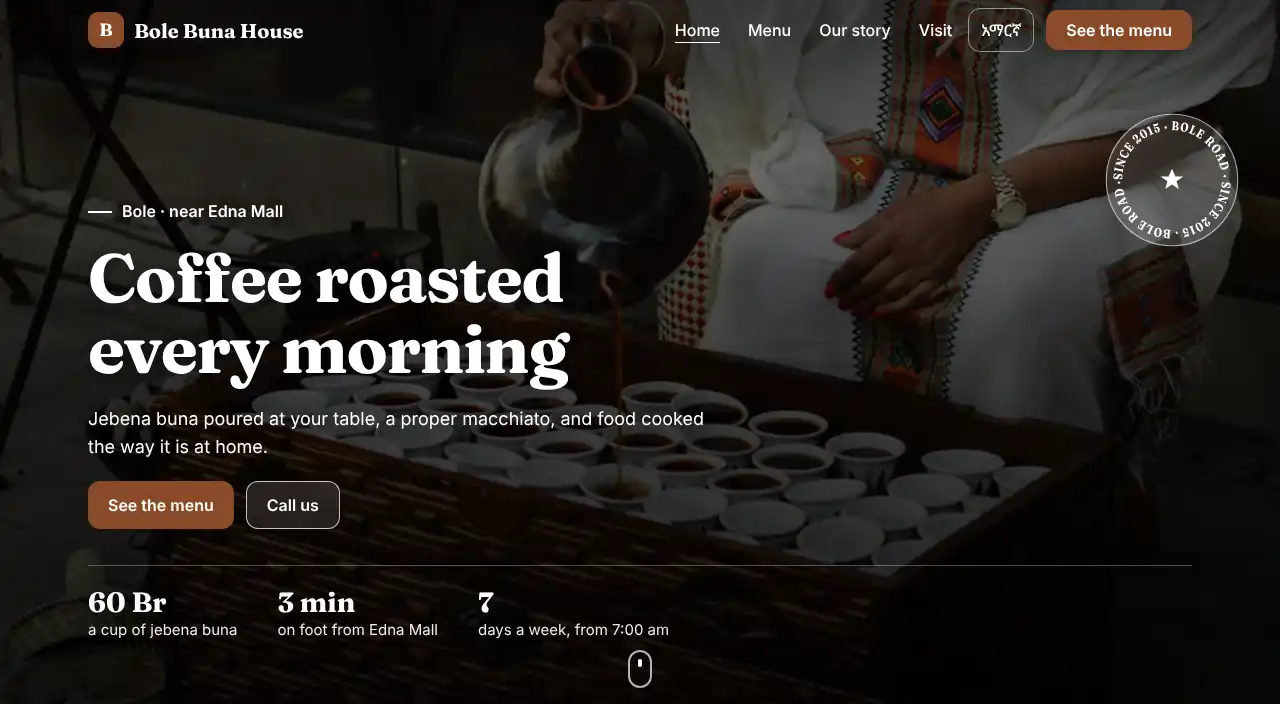 B
Bole Buna House
Home
Menu
Our story
Visit
አማርኛ
See the menu
SINCE 2015 · BOLE ROAD · SINCE 2015 · BOLE ROAD ·
Bole · near Edna Mall
Coffee roasted
every morning
Jebena buna poured at your table, a proper macchiato, and food cooked
the way it is at home.
See the menu
Call us
60 Br
a cup of jebena buna
3 min
on foot from Edna Mall
7
days a week, from 7:00 am